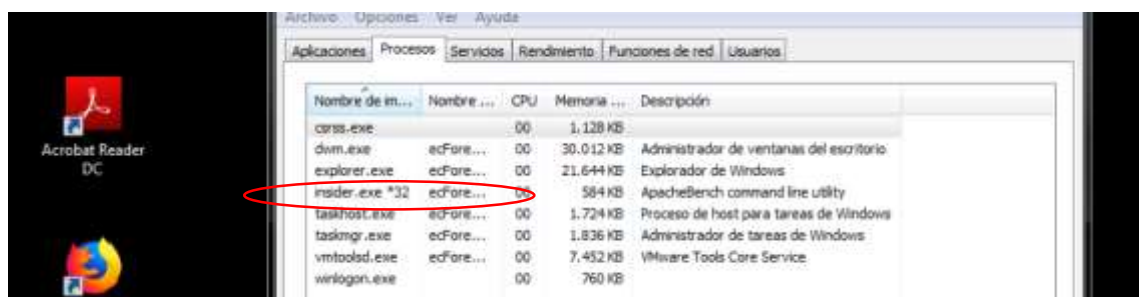 Archivo Opciones Ver Ayuda
Aplicaciones Procesos Servicios Rendimiento Funciones de red Usuarios
Nombre de im... Nombre ... CPU Memoria ... Descripción
csrss.exe 00 1.128 KB
dwm.exe ecFore... 00 30.012 KB Administrador de ventanas del escritorio
explorer.exe ecFore... 00 21.644 KB Explorador de Windows
insider.exe *32 ecFore... 00 584 KB ApacheBench command line utility
taskhost.exe ecFore... 00 1.724 KB Proceso de host para tareas de Windows
taskmgr.exe ecFore... 00 1.836 KB Administrador de tareas de Windows
vmtoolsd.exe ecFore... 00 7.452 KB VMware Tools Core Service
winlogon.exe 00 760 KB
Acrobat Reader
DC